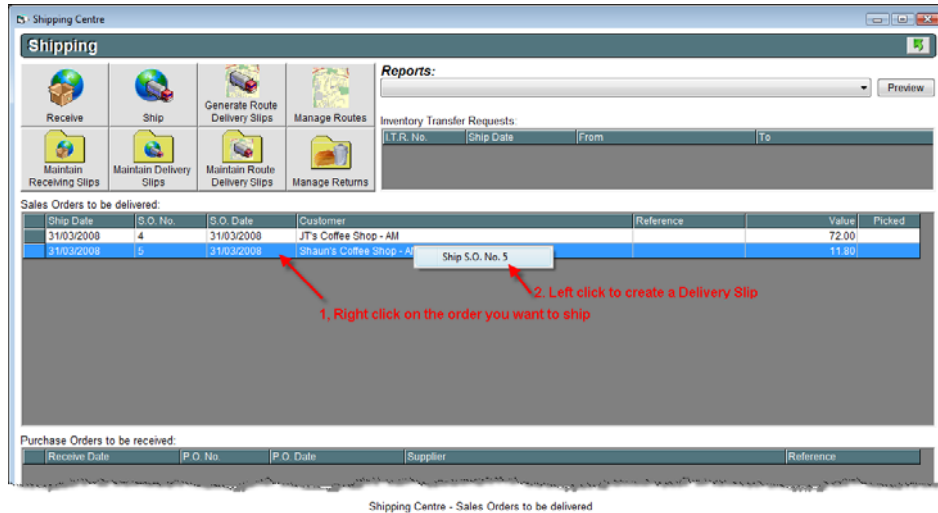 Shipping Centre
Shipping
Reports:
Preview
Receive
Ship
Generate Route
Delivery Slips
Manage Routes
Inventory Transfer Requests:
I.T.R. No. Ship Date From To
Maintain
Receiving Slips
Maintain Delivery
Slips
Maintain Route
Delivery Slips
Manage Returns
Sales Orders to be delivered:
Ship Date S.O. No. S.O. Date Customer Reference Value Picked
31/03/2008 4 31/03/2008 JT's Coffee Shop - AM 72.00
31/03/2008 5 31/03/2008 Shaun's Coffee Shop - 11.80
Ship S.O. No. 5
2. Left click to create a Delivery Slip
1, Right click on the order you want to ship
Purchase Orders to be received:
Receive Date P.O. No. P.O. Date Supplier Reference
Shipping Centre - Sales Orders to be delivered